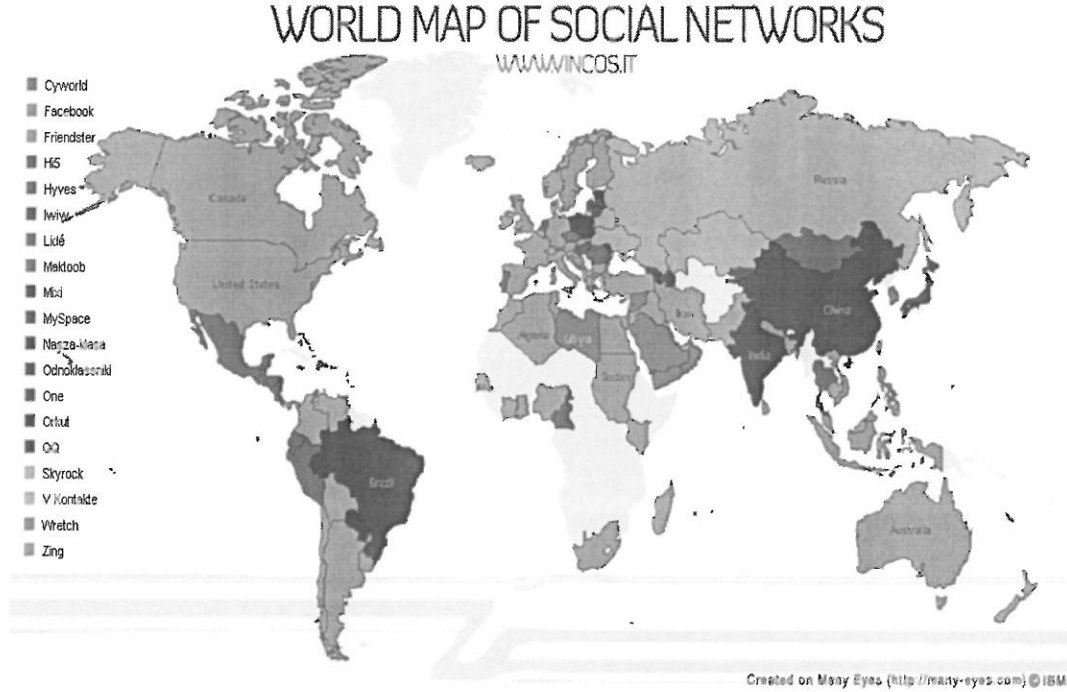 WORLD MAP OF SOCIAL NETWORKS
WWW.VINCOS.IT
Cyworld
Facebook
Friendster
Hi5
Hyves
Iwiw
Lidé
Maktoob
Mixi
MySpace
Nasza-klasa
Odnoklassniki
One
Orkut
QQ
Skyrock
V Kontakte
Wretch
Zing
Canada
United States
Brazil
Russia
China
India
Iran
Algeria
Libya
Sudan
Australia
Created on Many Eyes (http://many-eyes.com) © IBM